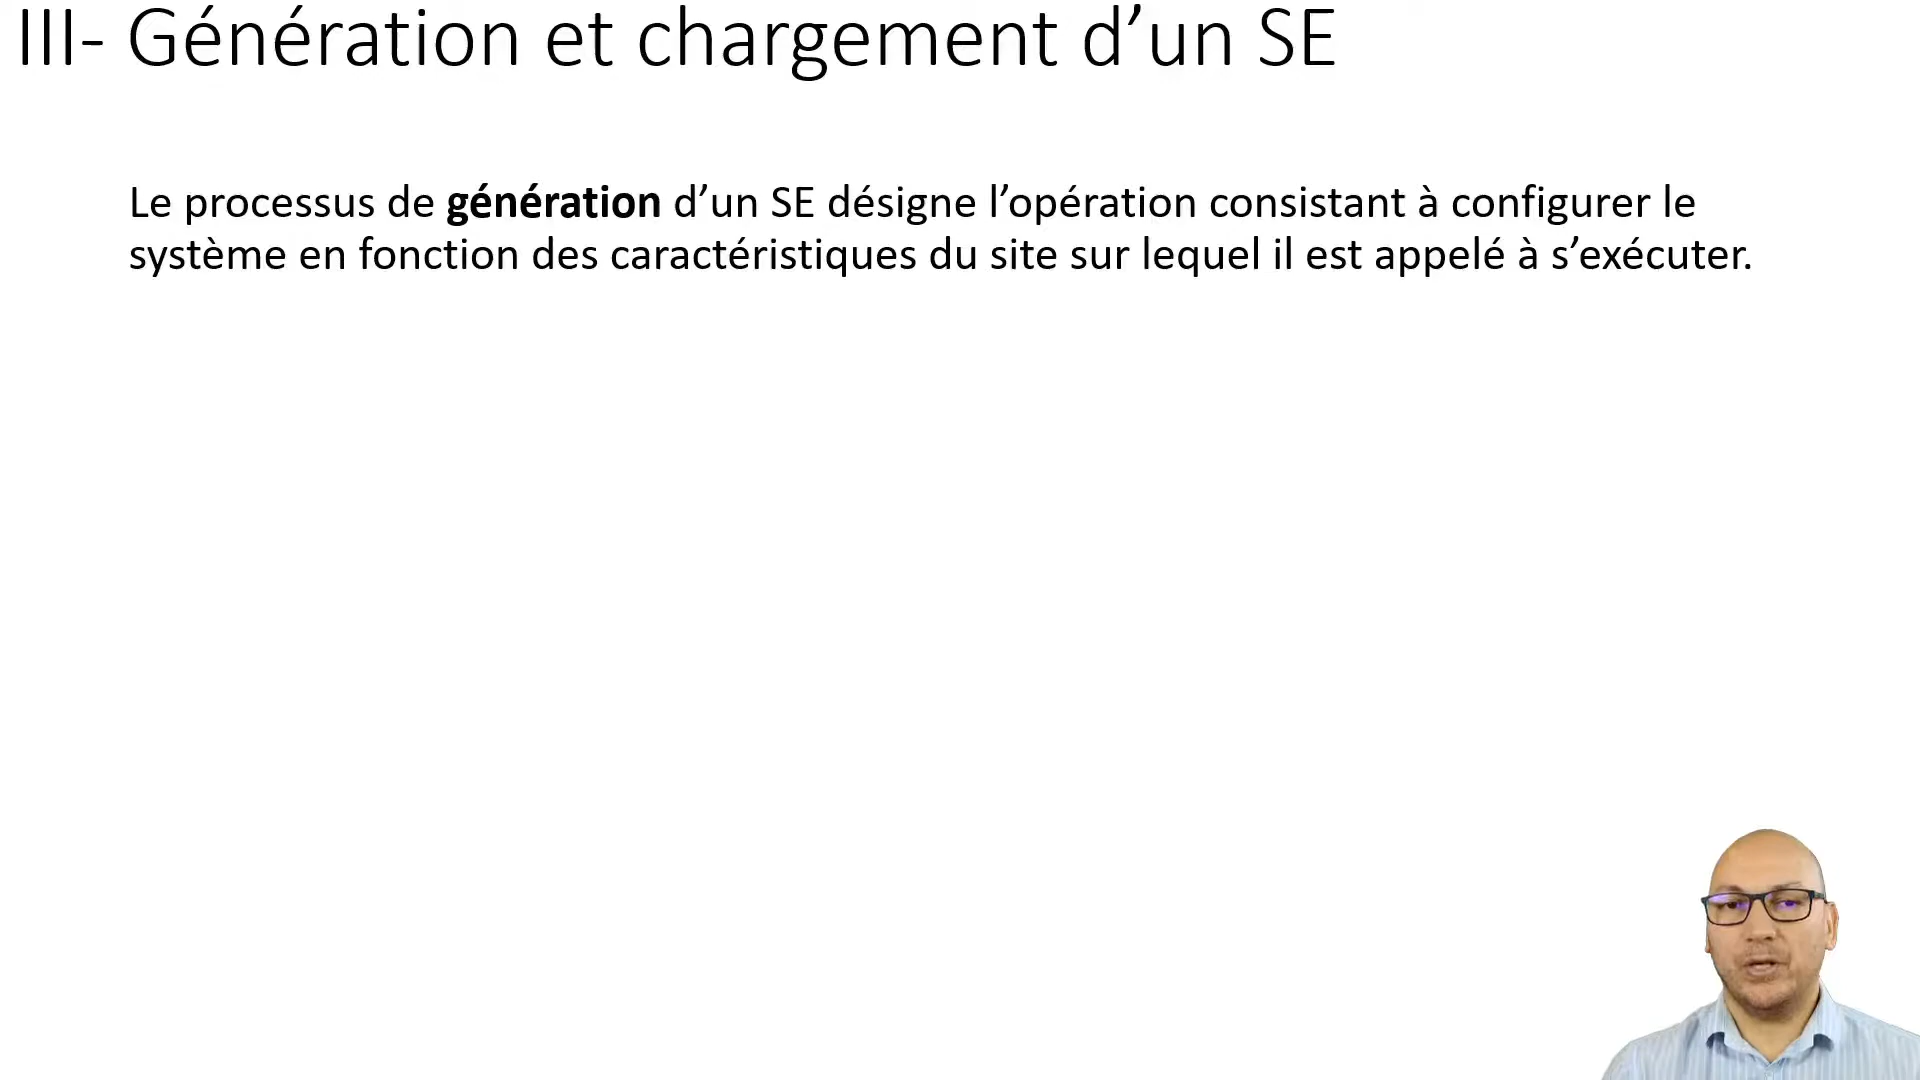 III- Génération et chargement d’un SE
Le processus de génération d’un SE désigne l’opération consistant à configurer le
système en fonction des caractéristiques du site sur lequel il est appelé à s’exécuter.